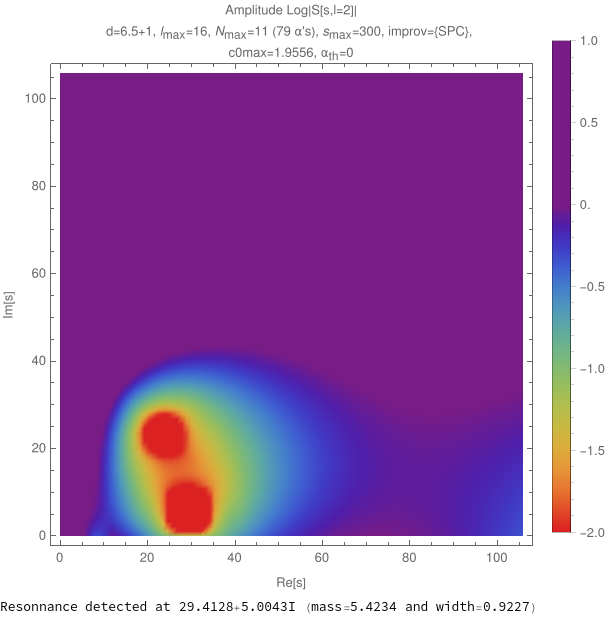 Amplitude Log|S[s,l=2]|
d=6.5+1, lmax=16, Nmax=11 (79 α's), smax=300, improv={SPC},
c0max=1.9556, αth=0
1.0
0.5
0.
−0.5
−1.0
−1.5
−2.0
100
80
60
40
20
0
Im[s]
0 20 40 60 80 100
Re[s]
Resonnance detected at 29.4128+5.0043I (mass=5.4234 and width=0.9227)